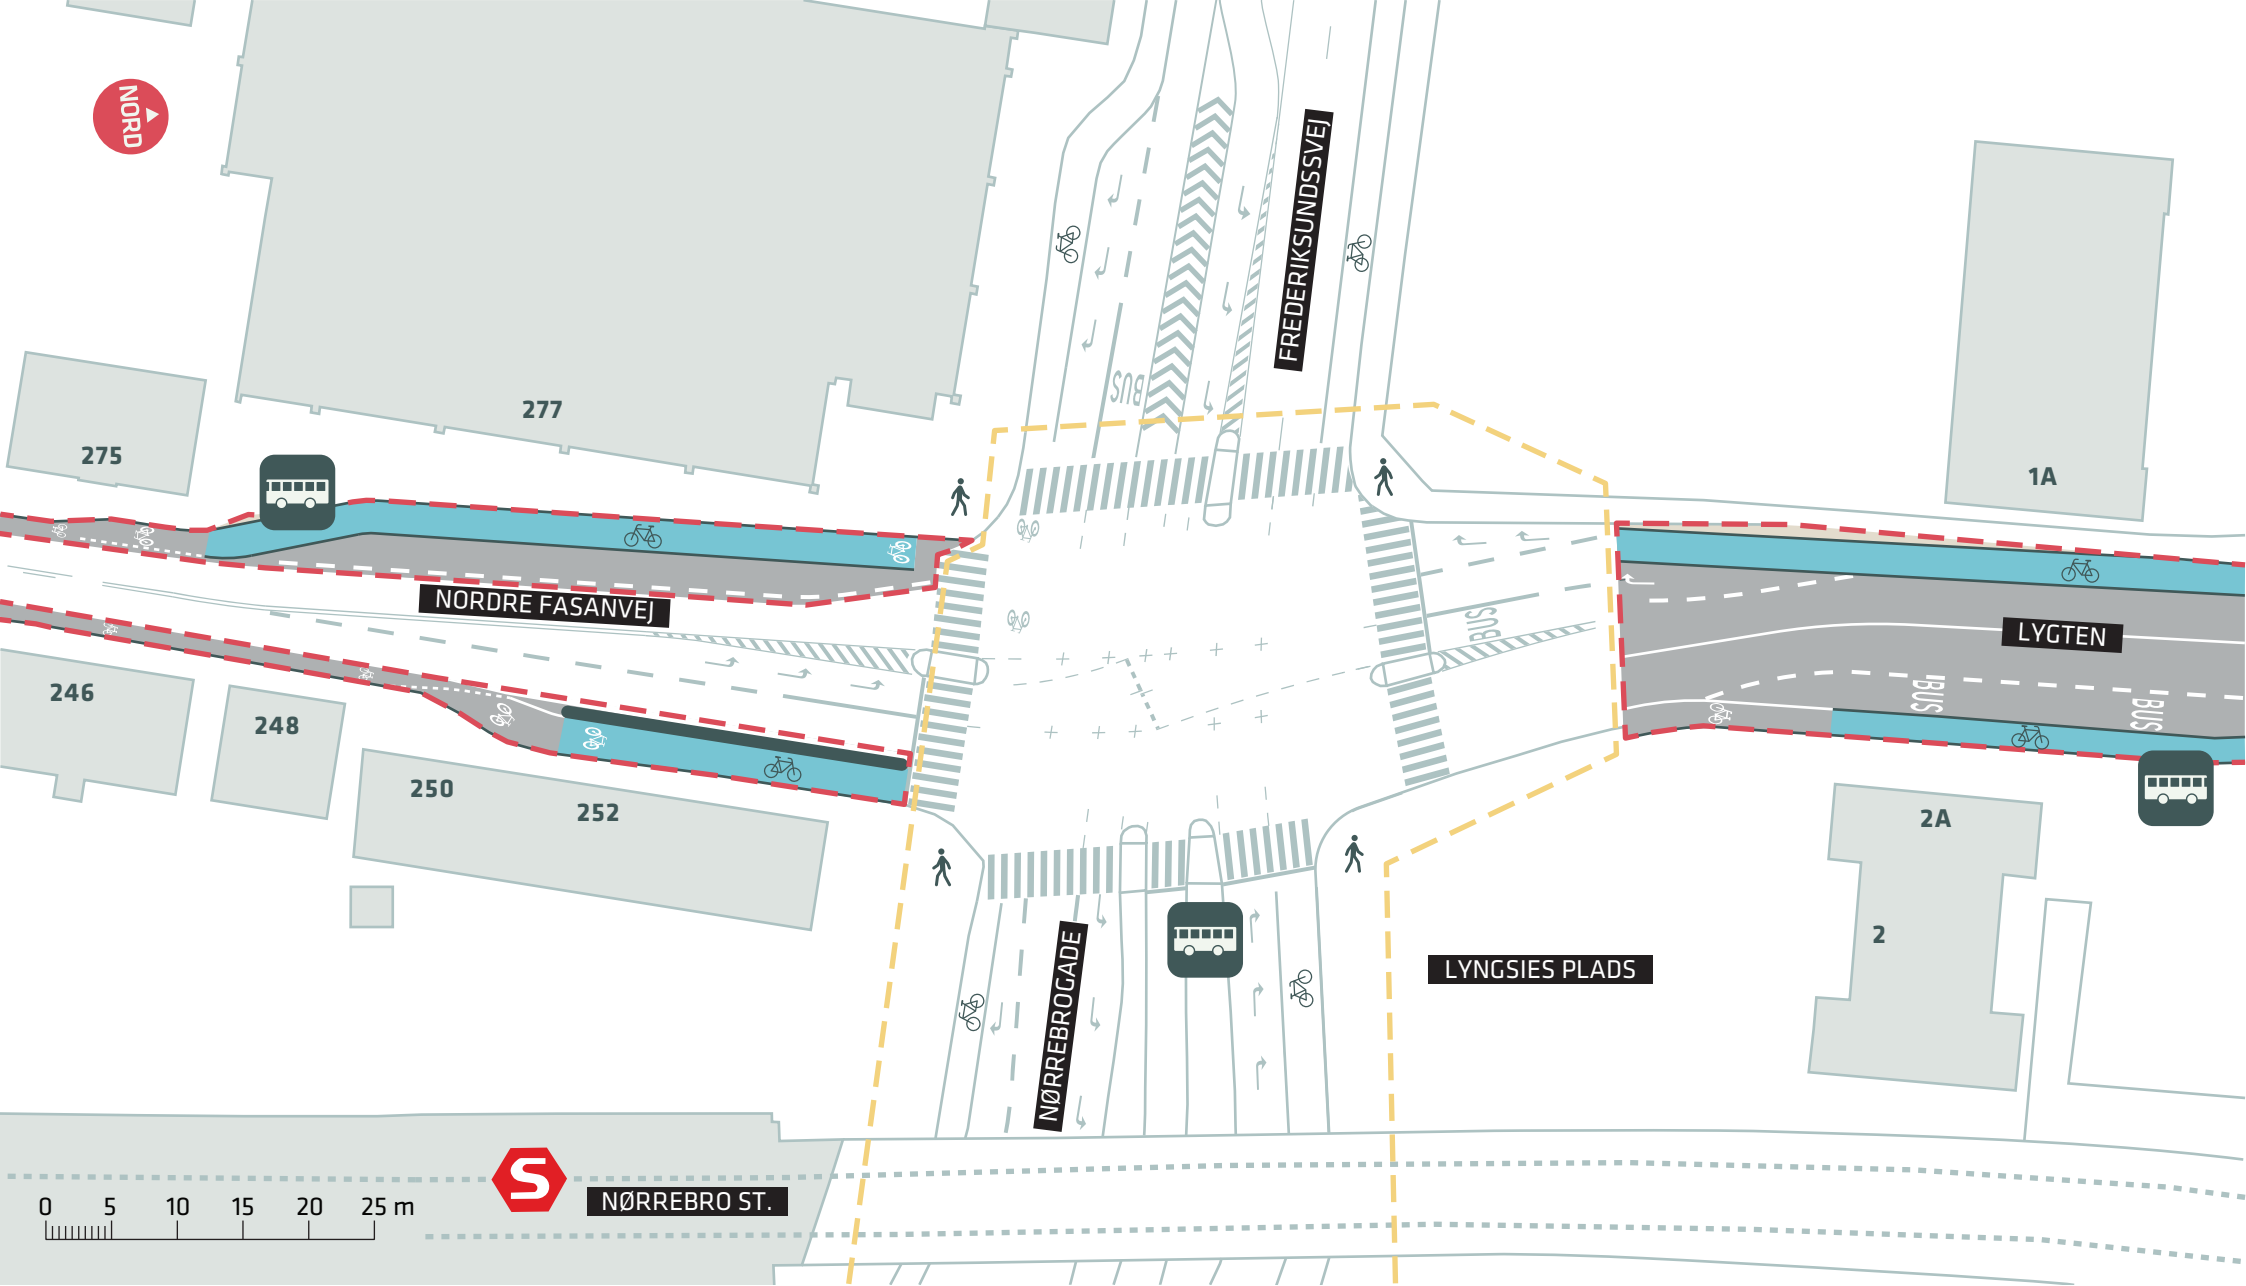 NORD
FREDERIKSUNDSSVEJ
BUS
277
275
1A
NORDRE FASANVEJ
LYGTEN
BUS
BUS
BUS
246
248
250
252
2A
2
NØRREBROGADE
LYNGSIES PLADS
S
NØRREBRO ST.
0 5 10 15 20 25 m